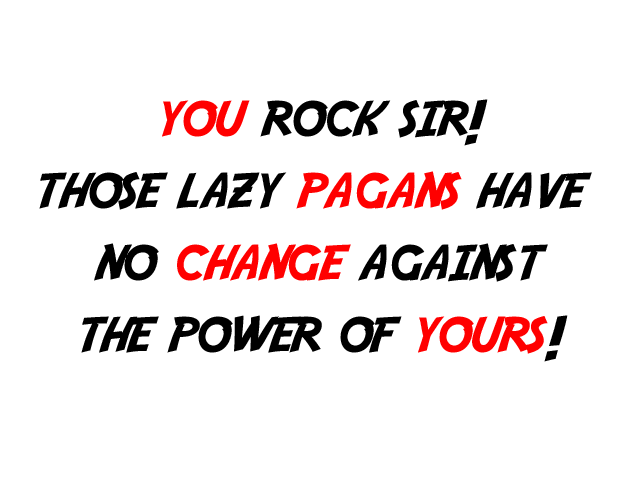 YOU ROCK SIR!
THOSE LAZY PAGANS HAVE
NO CHANGE AGAINST
THE POWER OF YOURS!